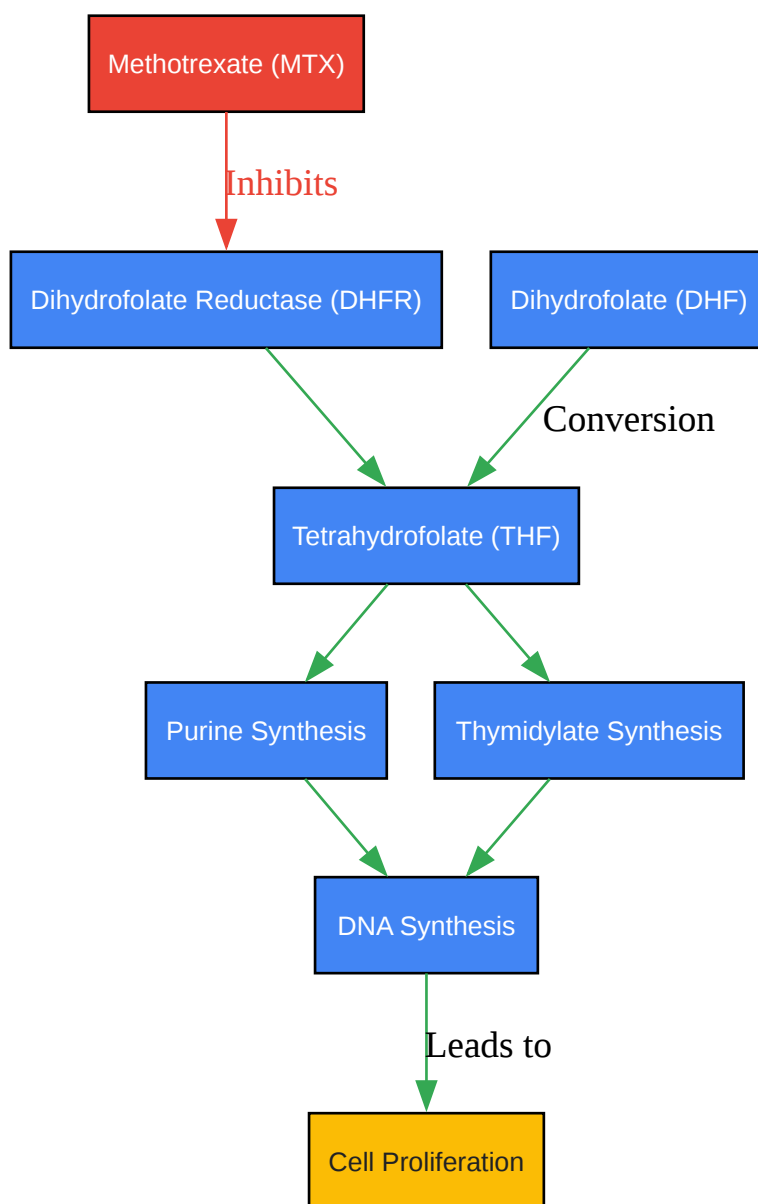 Methotrexate (MTX)
Inhibits
Dihydrofolate Reductase (DHFR)
Dihydrofolate (DHF)
Conversion
Tetrahydrofolate (THF)
Purine Synthesis
Thymidylate Synthesis
DNA Synthesis
Leads to
Cell Proliferation